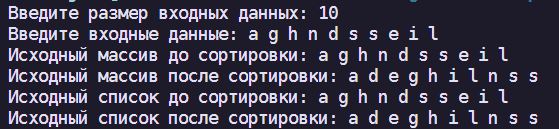 Введите размер входных данных: 10
Введите входные данные: a g h n d s s e i l
Исходный массив до сортировки: a g h n d s s e i l
Исходный массив после сортировки: a d e g h i l n s s
Исходный список до сортировки: a g h n d s s e i l
Исходный список после сортировки: a d e g h i l n s s